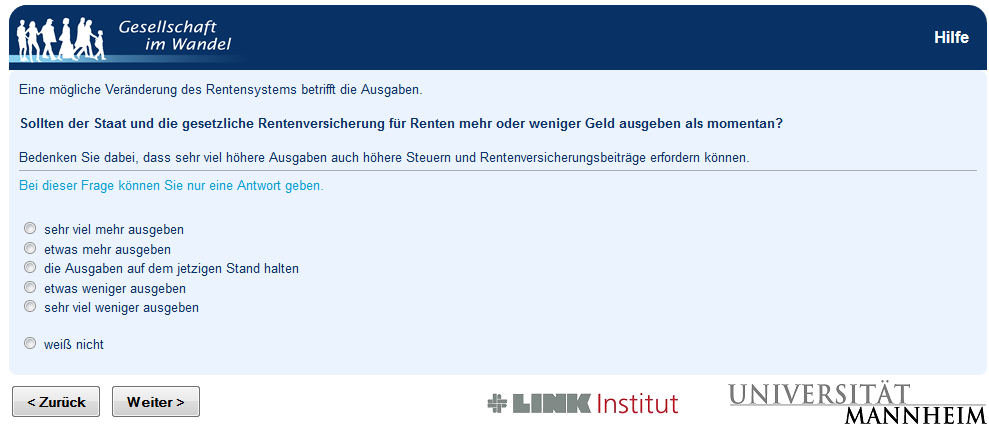 Gesellschaft
im Wandel
Hilfe
Eine mögliche Veränderung des Rentensystems betrifft die Ausgaben.
Sollten der Staat und die gesetzliche Rentenversicherung für Renten mehr oder weniger Geld ausgeben als momentan?
Bedenken Sie dabei, dass sehr viel höhere Ausgaben auch höhere Steuern und Rentenversicherungsbeiträge erfordern können.
Bei dieser Frage können Sie nur eine Antwort geben.
sehr viel mehr ausgeben
etwas mehr ausgeben
die Ausgaben auf dem jetzigen Stand halten
etwas weniger ausgeben
sehr viel weniger ausgeben
weiß nicht
< Zurück
Weiter >
LINK Institut
UNIVERSITÄT
MANNHEIM